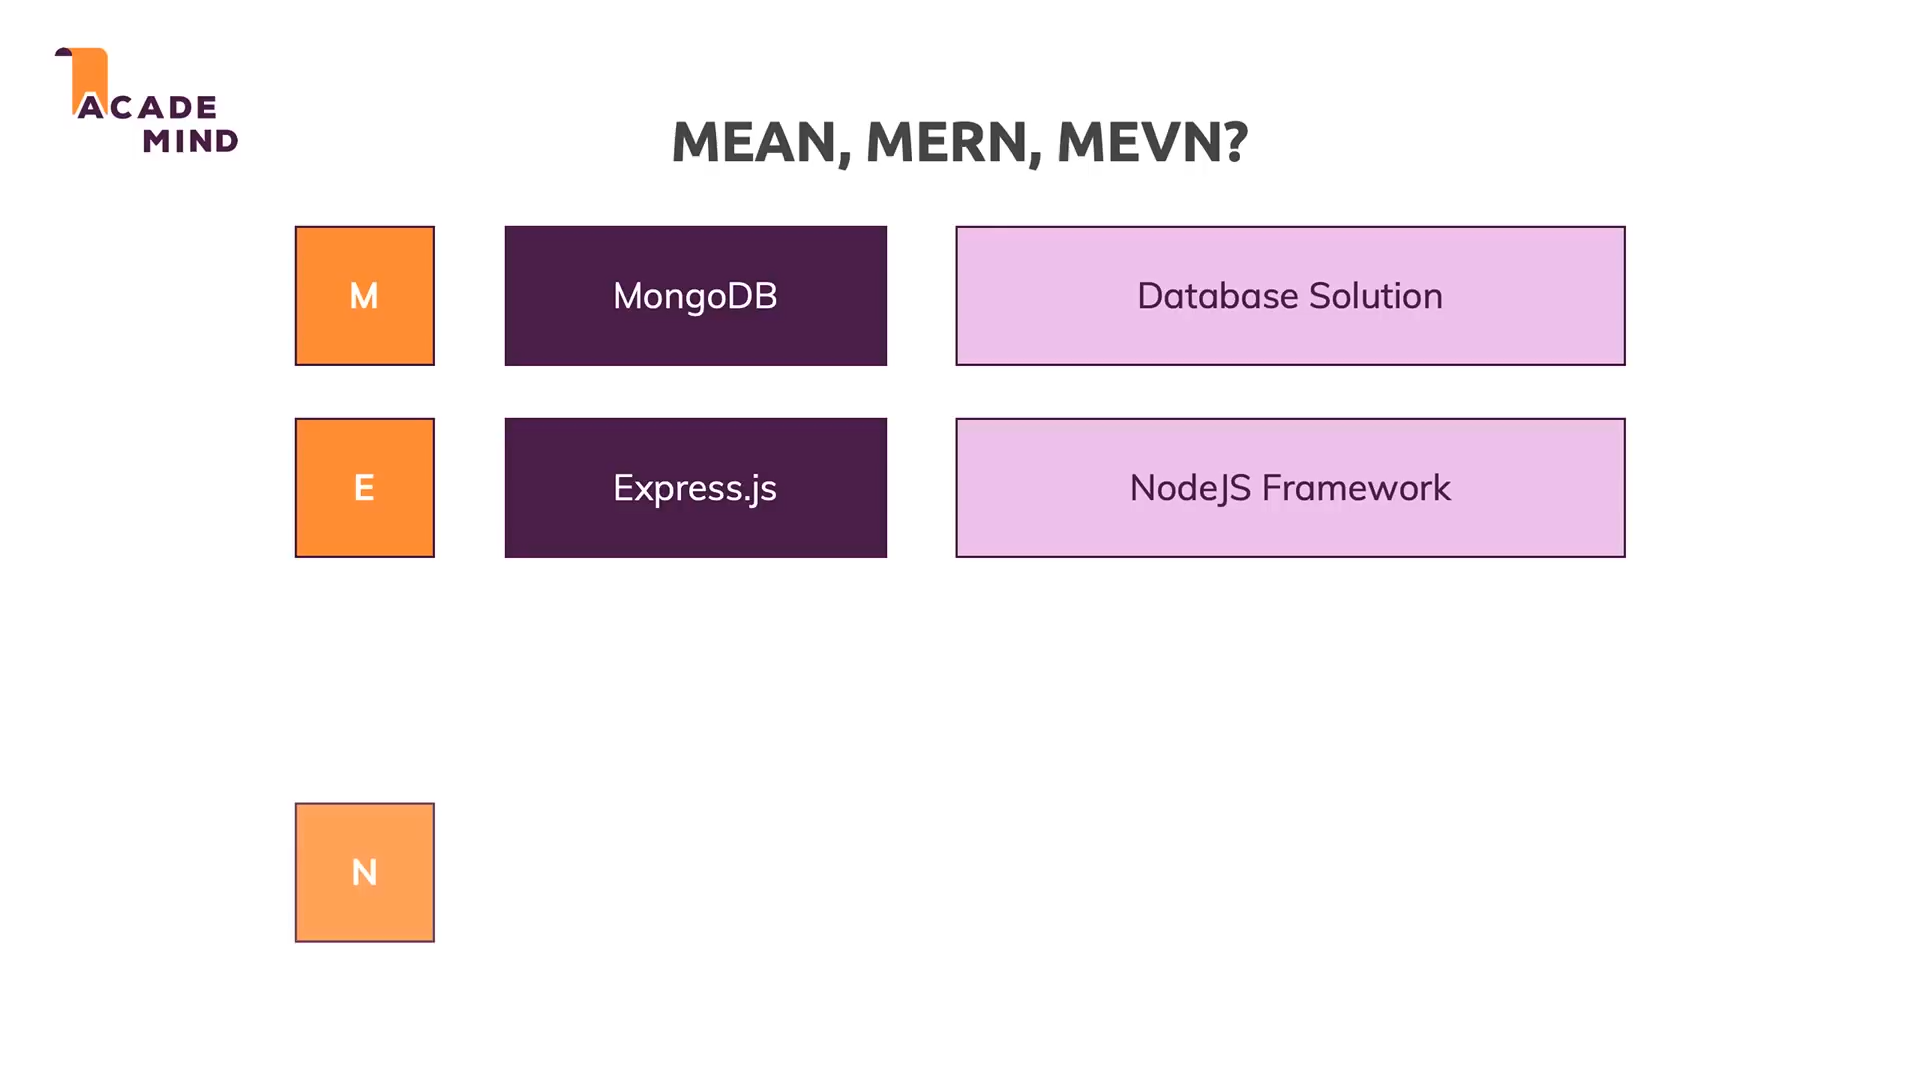 ACADE
MIND
MEAN, MERN, MEVN?
M
MongoDB
Database Solution
E
Express.js
NodeJS Framework
N